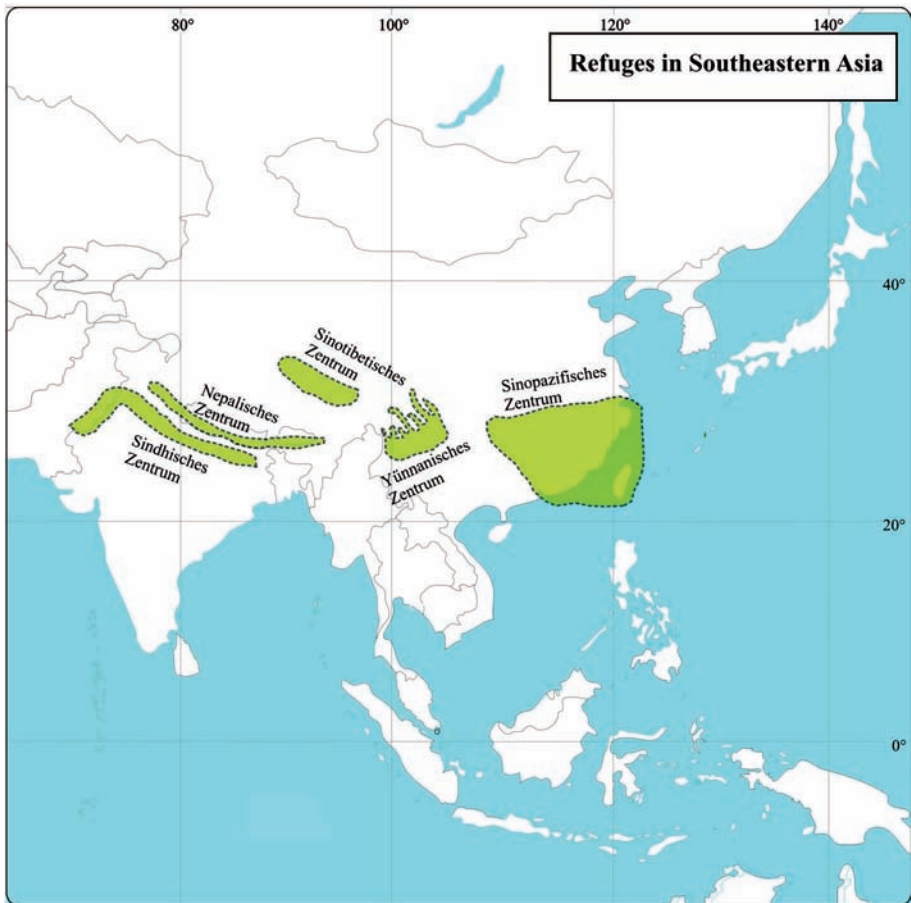 80°
100°
120°
140°
Refuges in Southeastern Asia
40°
Sinotibetisches
Zentrum
Sinopazifisches
Zentrum
Nepalisches
Zentrum
Sindhisches
Zentrum
Yünnanisches
Zentrum
20°
0°